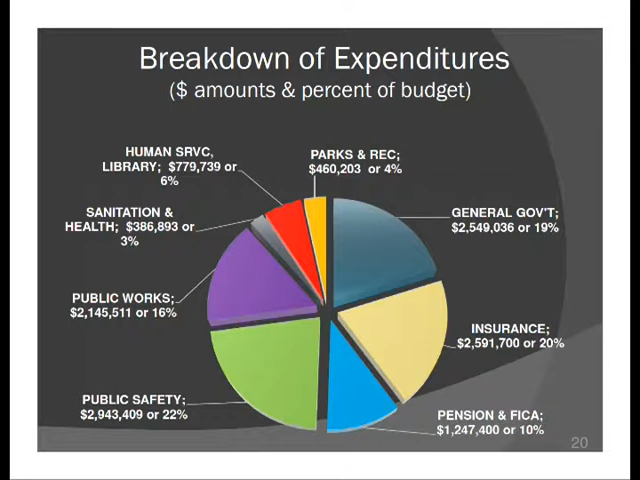 Breakdown of Expenditures
($ amounts & percent of budget)
HUMAN SRVC,
LIBRARY;  $779,739 or
6%
PARKS & REC;
$460,203  or 4%
SANITATION &
HEALTH;  $386,893 or
3%
GENERAL GOV'T;
$2,549,036 or 19%
PUBLIC WORKS;
$2,145,511 or 16%
INSURANCE;
$2,591,700 or 20%
PUBLIC SAFETY;
$2,943,409 or 22%
PENSION & FICA;
$1,247,400 or 10%
20